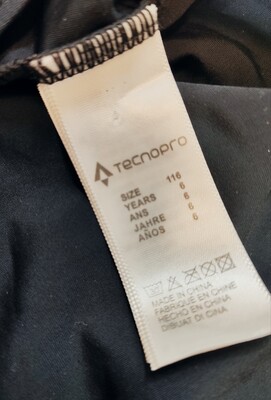 TECNOPRO
SIZE 116
YEARS 6
ANS 6
JAHRE 6
AÑOS 6
MADE IN CHINA
FABRIQUÉ EN CHINE
HECHO EN CHINA
DIBUAT DI CINA